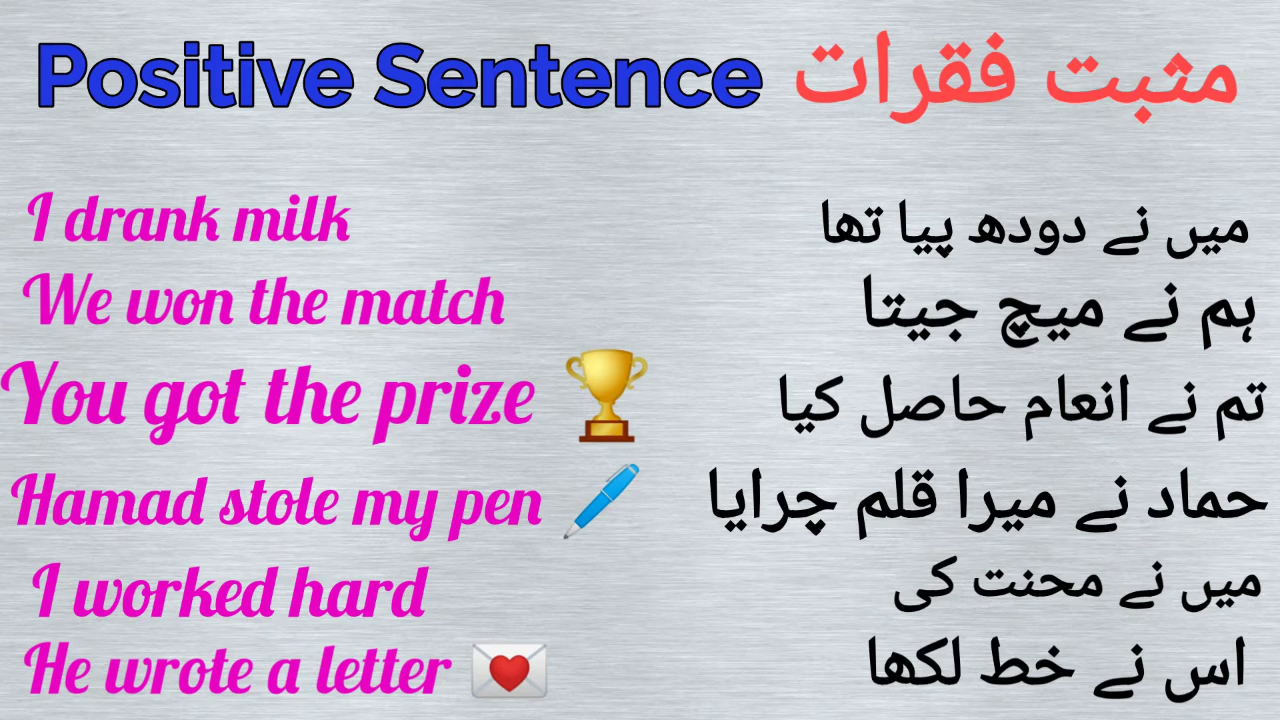 Positive Sentence مثبت فقرات
I drank milk میں نے دودھ پیا تھا
We won the match ہم نے میچ جیتا
You got the prize 🏆 تم نے انعام حاصل کیا
Hamad stole my pen 🖊️ حماد نے میرا قلم چرایا
I worked hard میں نے محنت کی
He wrote a letter 💌 اس نے خط لکھا